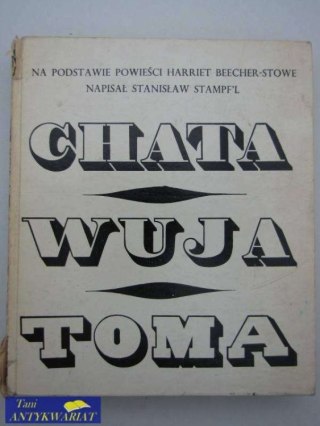 NA PODSTAWIE POWIEŚCI HARRIET BEECHER-STOWE
NAPISAŁ STANISŁAW STAMPF'L
CHATA
WUJA
TOMA
Tani
ANTYKWARIAT